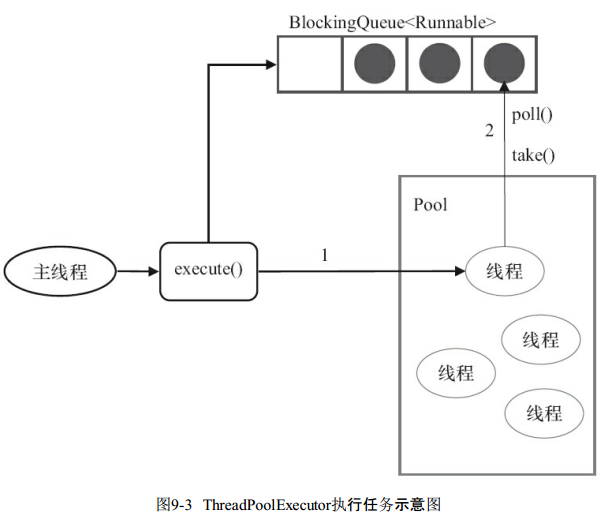 BlockingQueue<Runnable>
poll()
2
take()
Pool
主线程
execute()
1
线程
线程
线程
线程
图9-3 ThreadPoolExecutor执行任务示意图